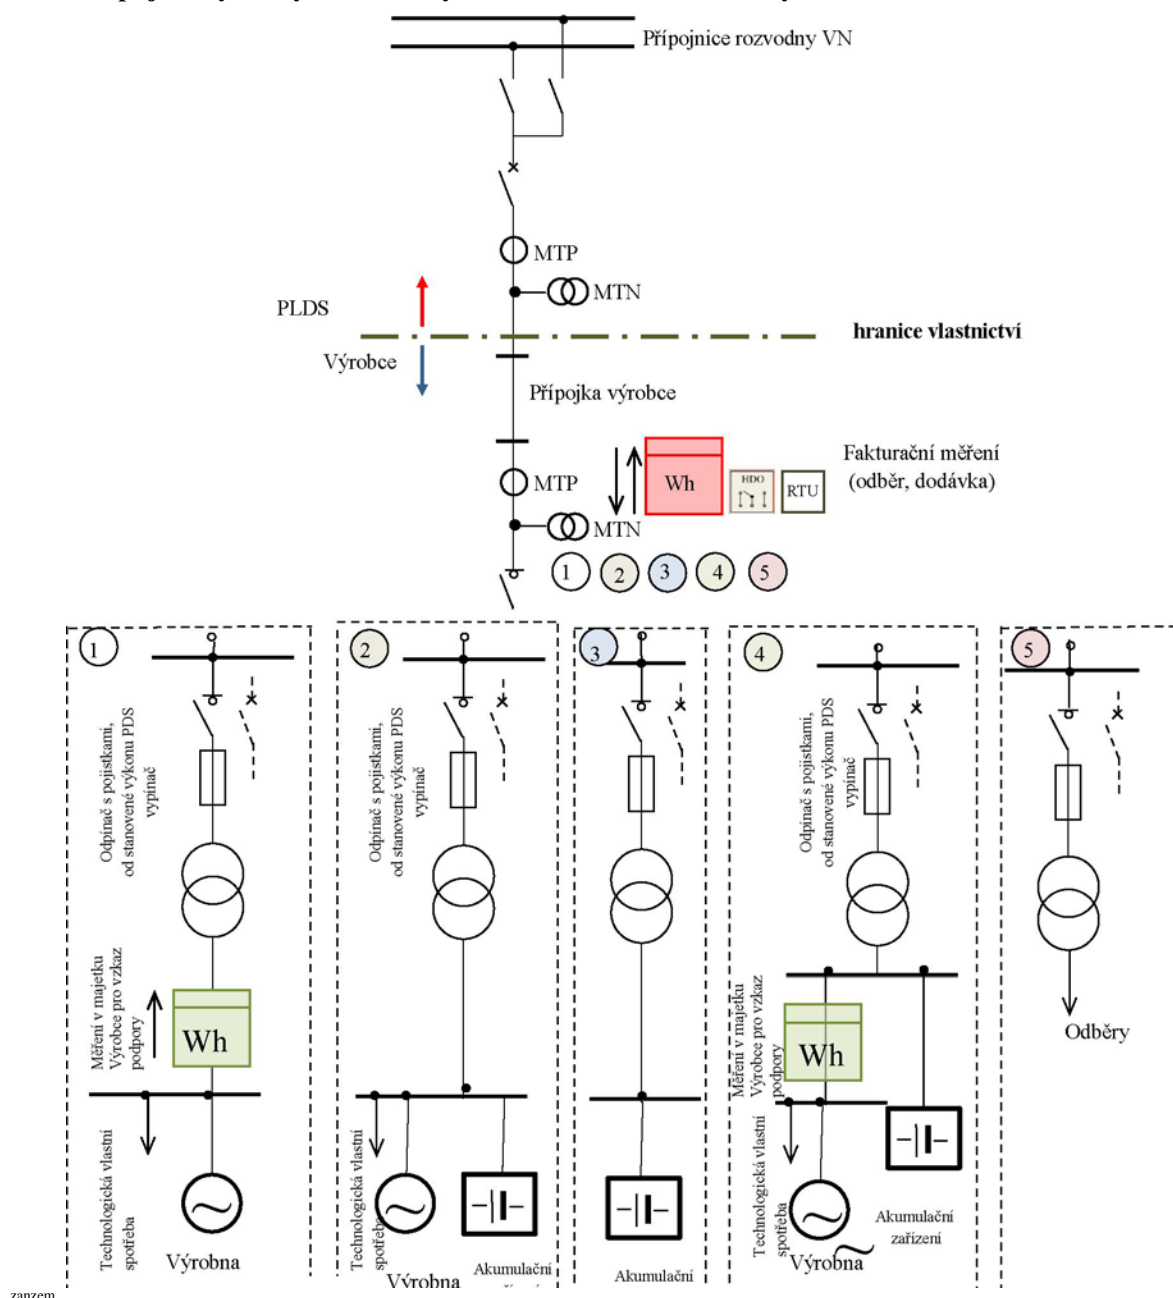 Přípojnice rozvodny VN
MTP
MTN
PLDS
hranice vlastnictví
Výrobce
Přípojka výrobce
Fakturační měření
(odběr, dodávka)
MTP
Wh
HDO
RTU
MTN
1
2
3
4
5
1
Odpínač s pojistkami,
od stanovené výkonu PDS
vypínač
Měření v majetku
Výrobce pro vzkaz
podpory
Wh
Technologická vlastní
spotřeba
Výrobna
2
Odpínač s pojistkami,
od stanovené výkonu PDS
vypínač
Technologická vlastní
spotřeba
Výrobna
Akumulační
3
Akumulační
4
Odpínač s pojistkami,
od stanovené výkonu PDS
vypínač
Měření v majetku
Výrobce pro vzkaz
podpory
Wh
Technologická vlastní
spotřeba
Výrobna
Akumulační
zařízení
5
Odběry
zanzem